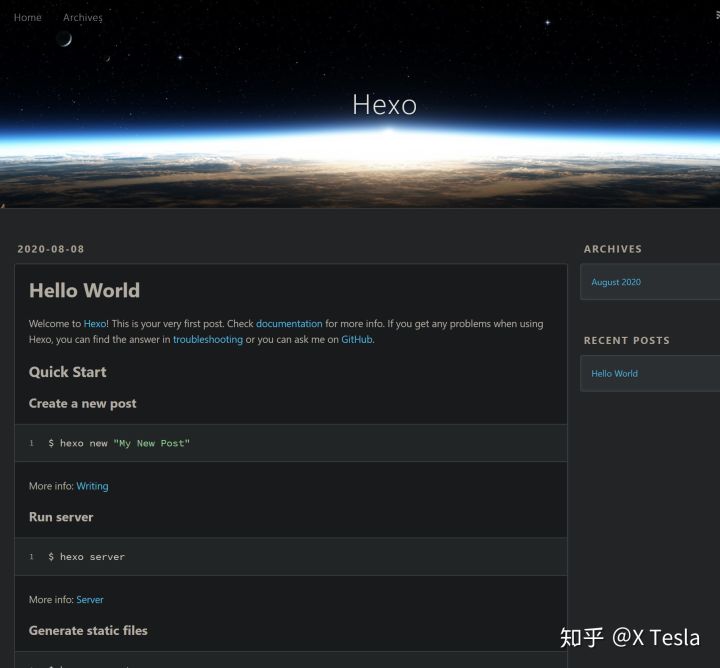 Home Archives
Hexo
2020-08-08
Hello World
Welcome to Hexo! This is your very first post. Check documentation for more info. If you get any problems when using
Hexo, you can find the answer in troubleshooting or you can ask me on GitHub.
Quick Start
Create a new post
1 $ hexo new "My New Post"
More info: Writing
Run server
1 $ hexo server
More info: Server
Generate static files
ARCHIVES
August 2020
RECENT POSTS
Hello World
知乎 @X Tesla